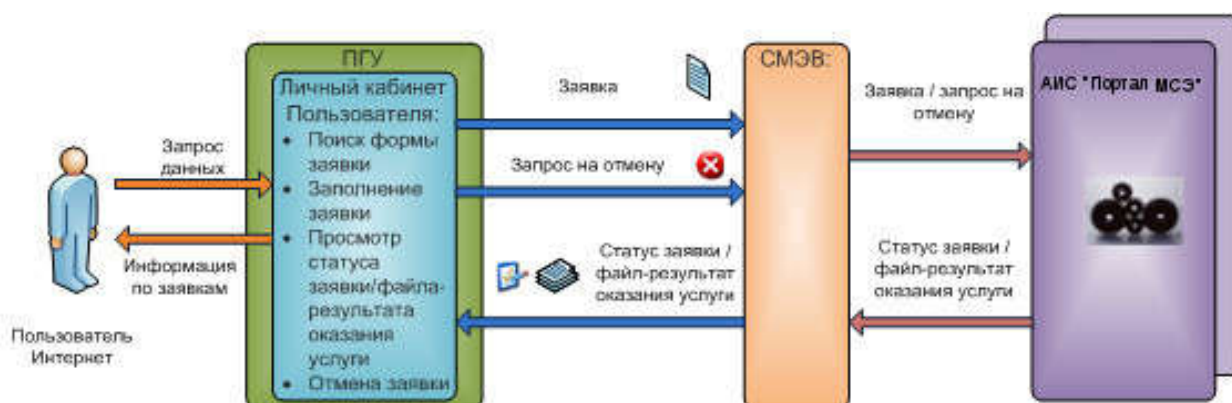 ПГУ
Личный кабинет
Пользователя:
• Поиск формы
заявки
• Заполнение
заявки
• Просмотр
статуса
заявки/файла-
результата
оказания
услуги
• Отмена заявки
Запрос
данных
Информация
по заявкам
Пользователь
Интернет
Заявка
Запрос на отмену
Статус заявки /
файл-результат
оказания услуги
СМЭВ:
Заявка / запрос на
отмену
Статус заявки /
файл-результат
оказания услуги
АИС "Портал МСЭ"